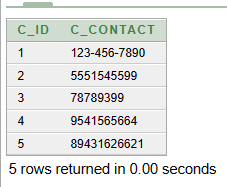 C_ID C_CONTACT
1 123-456-7890
2 5551545599
3 78789399
4 9541565664
5 89431626621
5 rows returned in 0.00 seconds